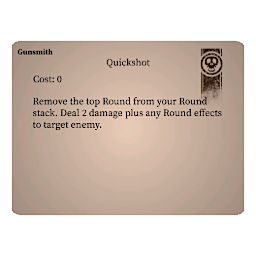 Gunsmith
Quickshot
Cost: 0
Remove the top Round from your Round
stack. Deal 2 damage plus any Round effects
to target enemy.